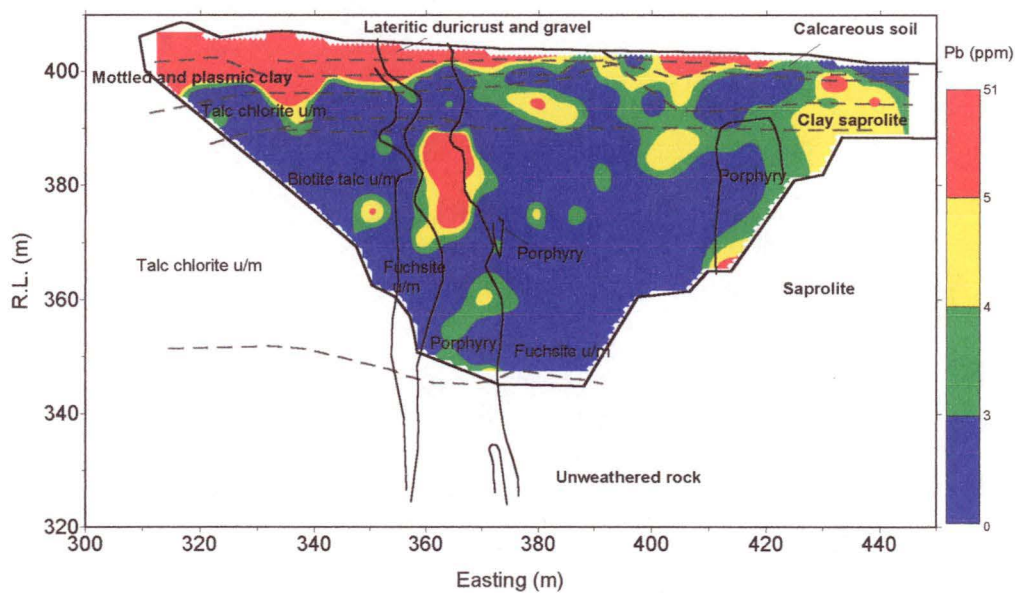 Lateritic duricrust and gravel
Calcareous soil
Pb (ppm)
51
5
4
3
0
R.L. (m)
400
380
360
340
320
Mottled and plasmic clay
Talc chlorite u/m
Clay saprolite
Biotite talc u/m
Porphyry
Talc chlorite u/m
Fuchsite
u/m
Porphyry
Saprolite
Porphyry
Fuchsite u/m
Unweathered rock
300
320
340
360
380
400
420
440
Easting (m)